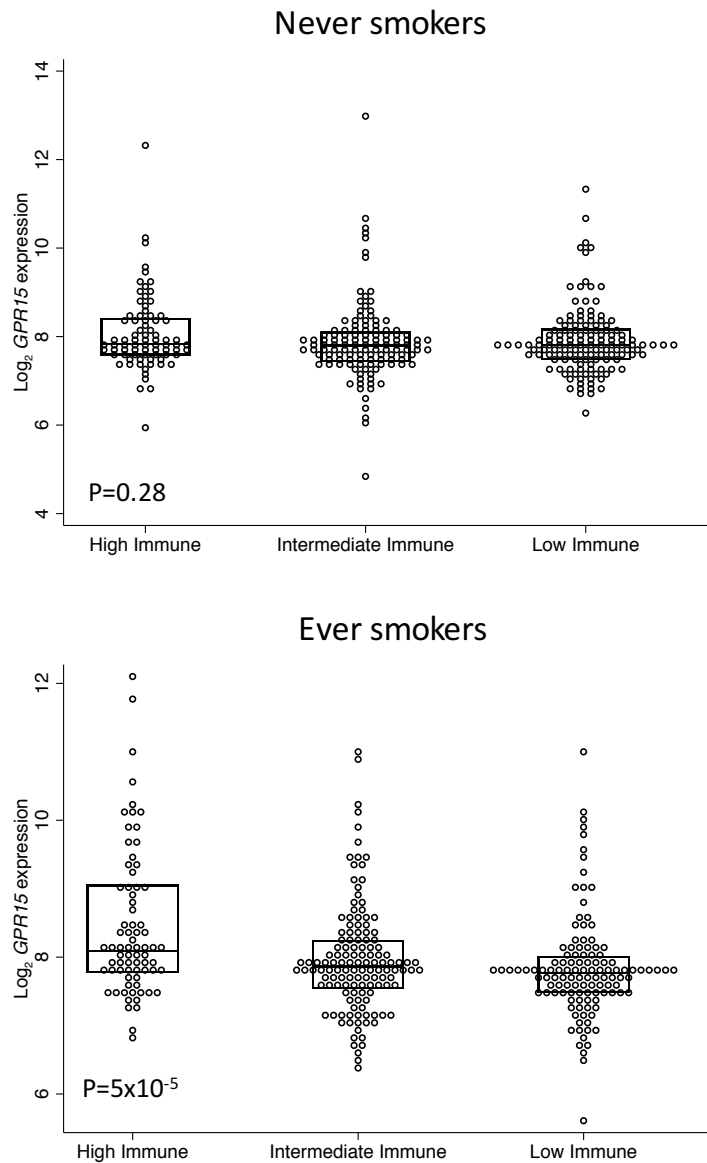 Never smokers
Log₂ GPR15 expression
14
12
10
8
6
4
P=0.28
High Immune Intermediate Immune Low Immune
Ever smokers
Log₂ GPR15 expression
12
10
8
6
P=5x10⁻⁵
High Immune Intermediate Immune Low Immune